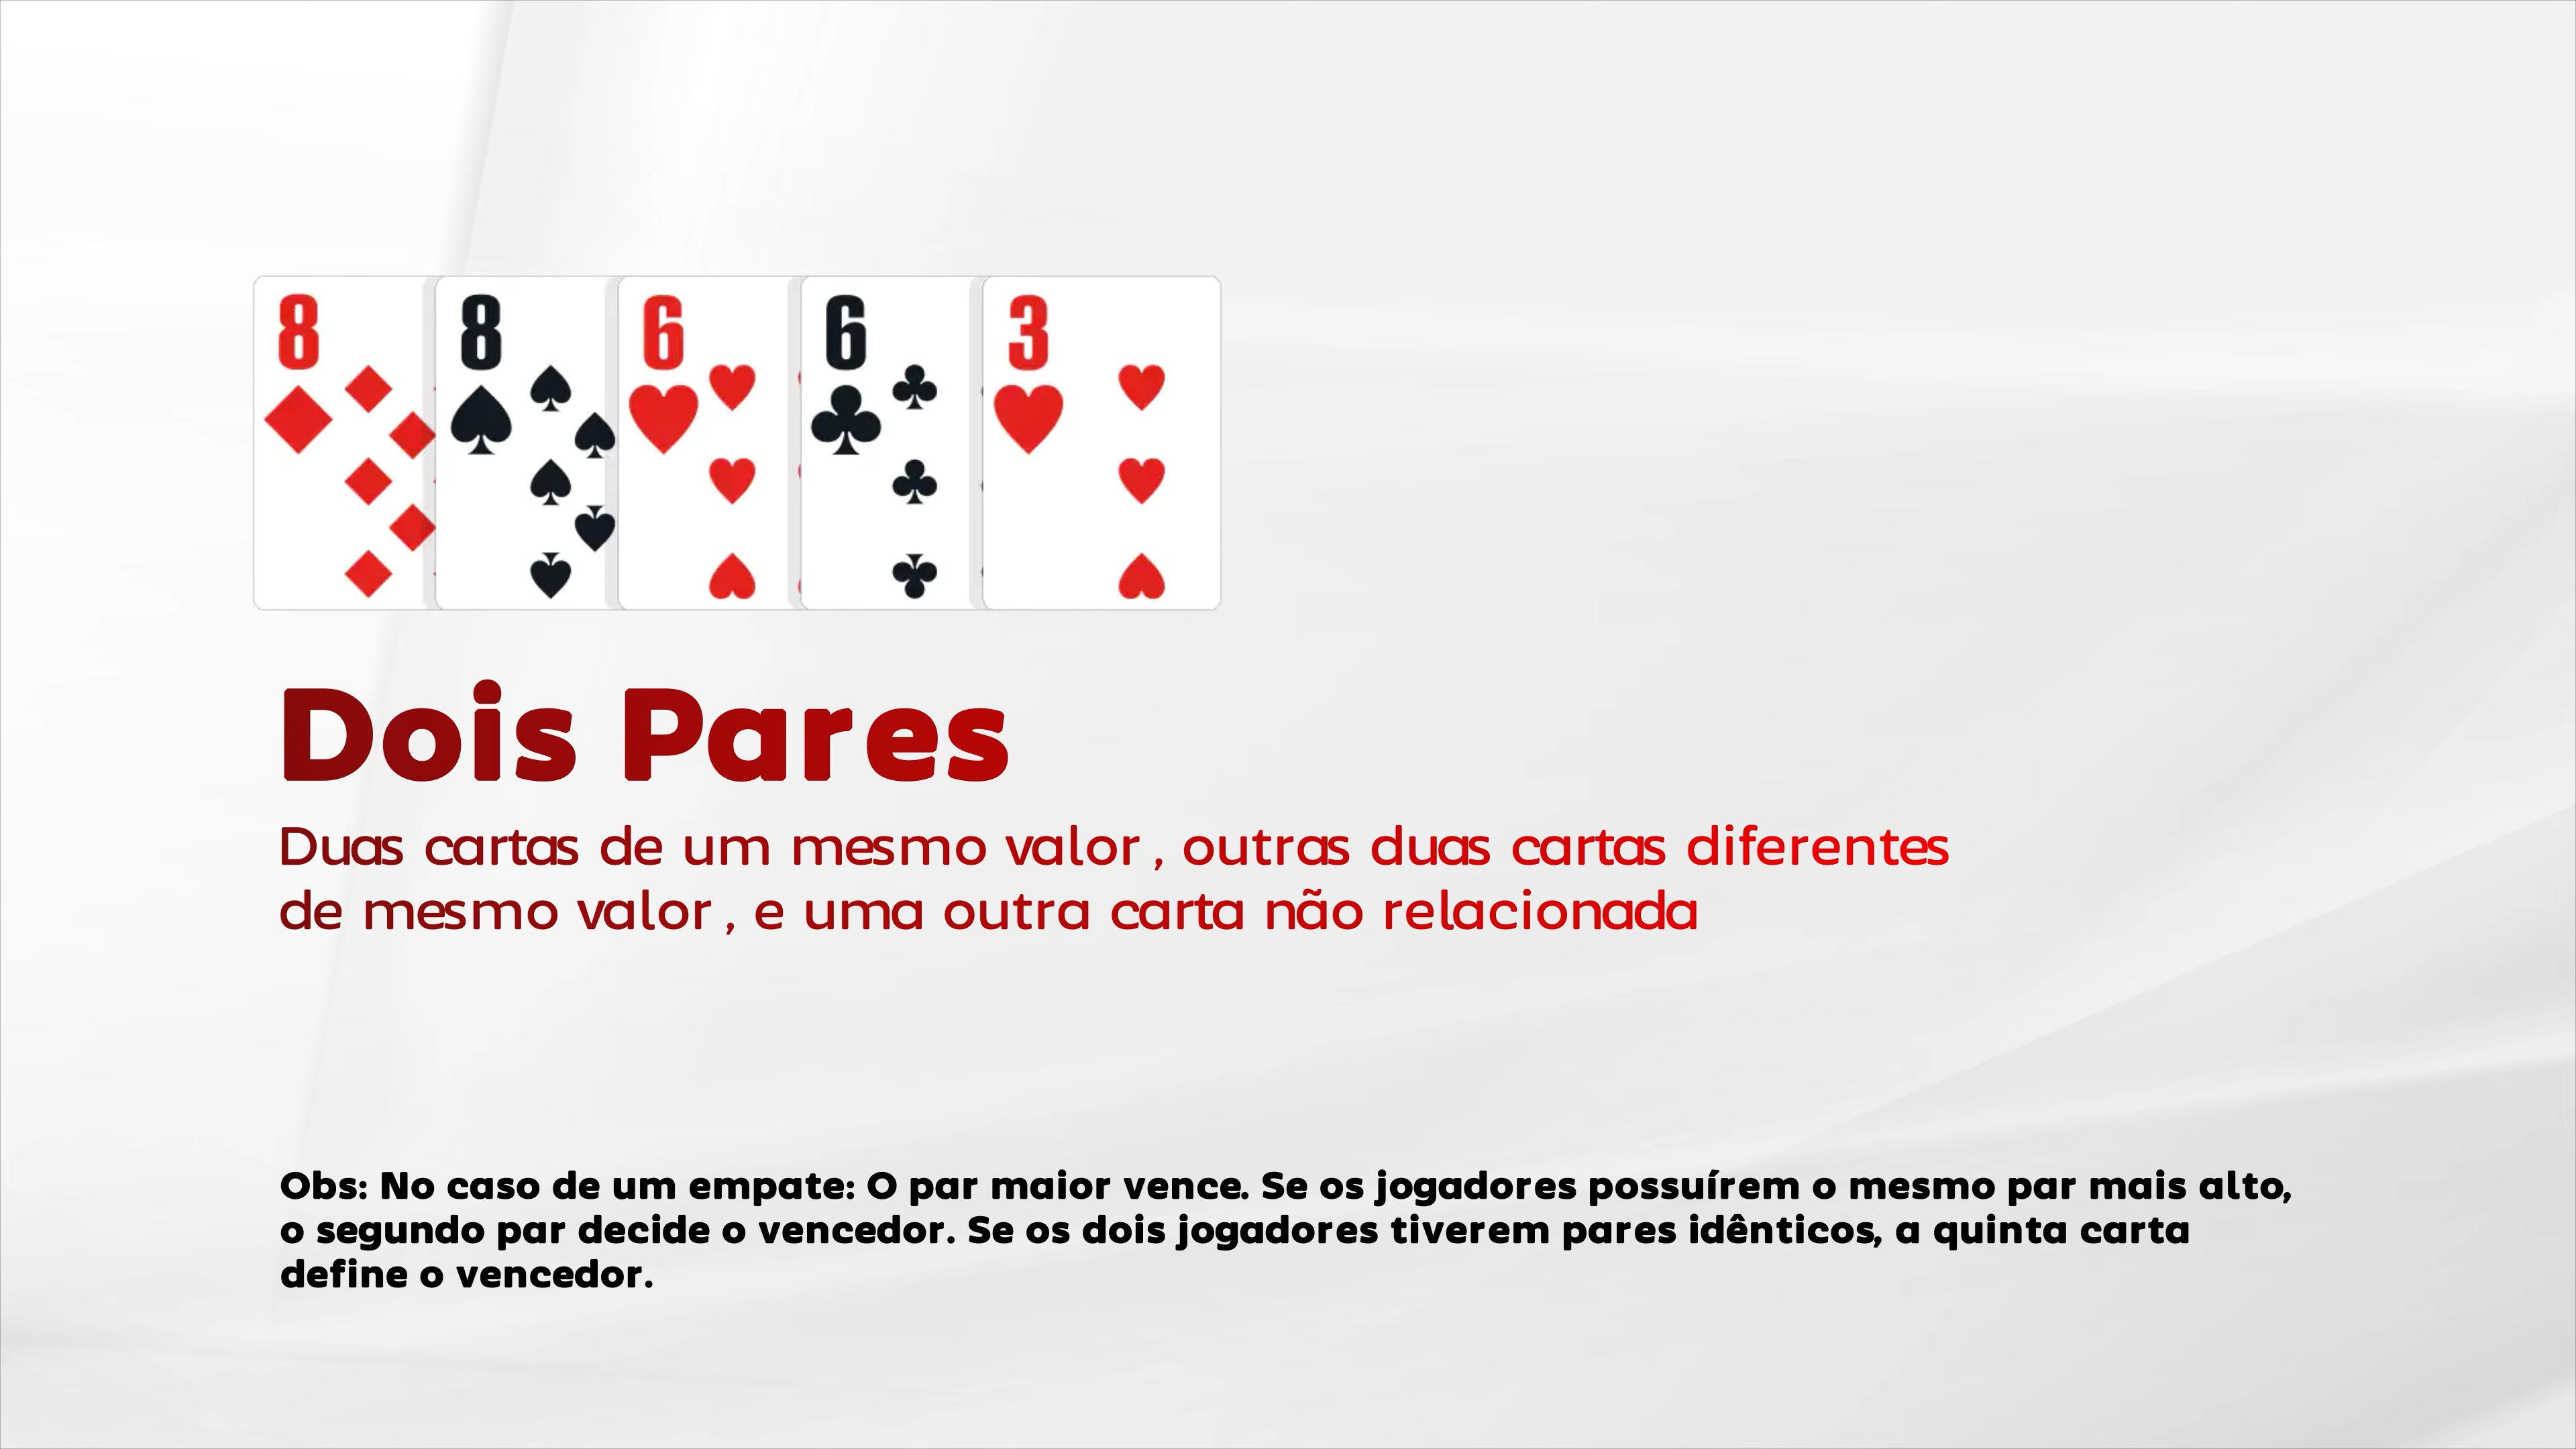 8 8 6 6 3
Dois Pares
Duas cartas de um mesmo valor, outras duas cartas diferentes
de mesmo valor, e uma outra carta não relacionada
Obs: No caso de um empate: O par maior vence. Se os jogadores possuírem o mesmo par mais alto,
o segundo par decide o vencedor. Se os dois jogadores tiverem pares idênticos, a quinta carta
define o vencedor.